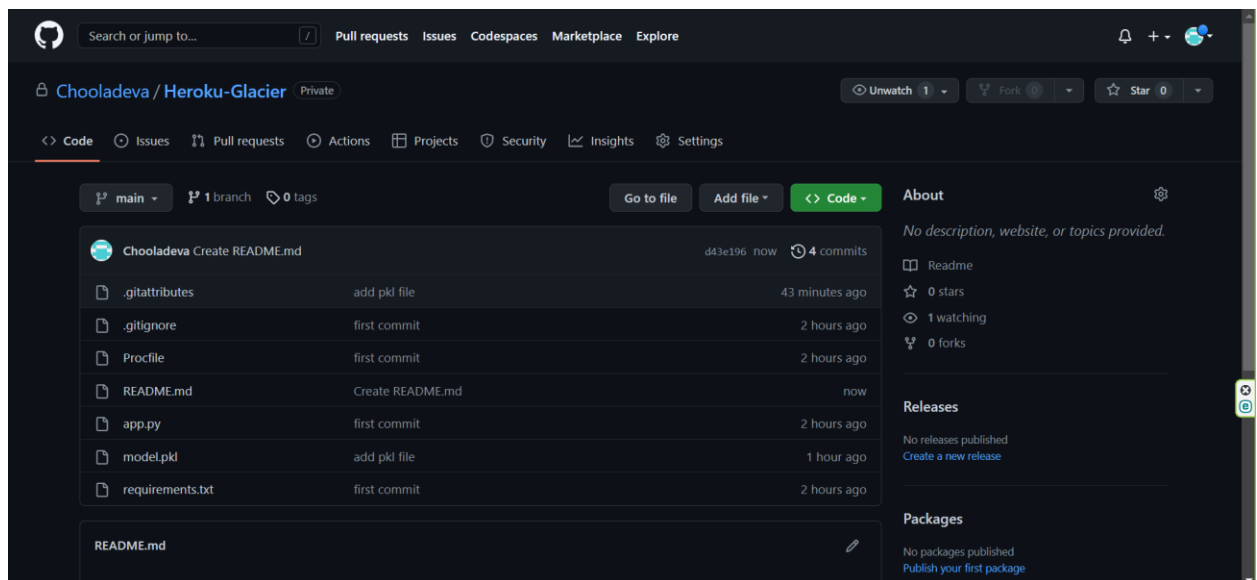 Search or jump to... / Pull requests Issues Codespaces Marketplace Explore
Chooladeva / Heroku-Glacier Private Unwatch 1 Fork 0 Star 0
Code Issues Pull requests Actions Projects Security Insights Settings
main 1 branch 0 tags Go to file Add file Code
Chooladeva Create README.md d43e196 now 4 commits
.gitattributes add pkl file 43 minutes ago
.gitignore first commit 2 hours ago
Procfile first commit 2 hours ago
README.md Create README.md now
app.py first commit 2 hours ago
model.pkl add pkl file 1 hour ago
requirements.txt first commit 2 hours ago
README.md
About
No description, website, or topics provided.
Readme
0 stars
1 watching
0 forks
Releases
No releases published
Create a new release
Packages
No packages published
Publish your first package